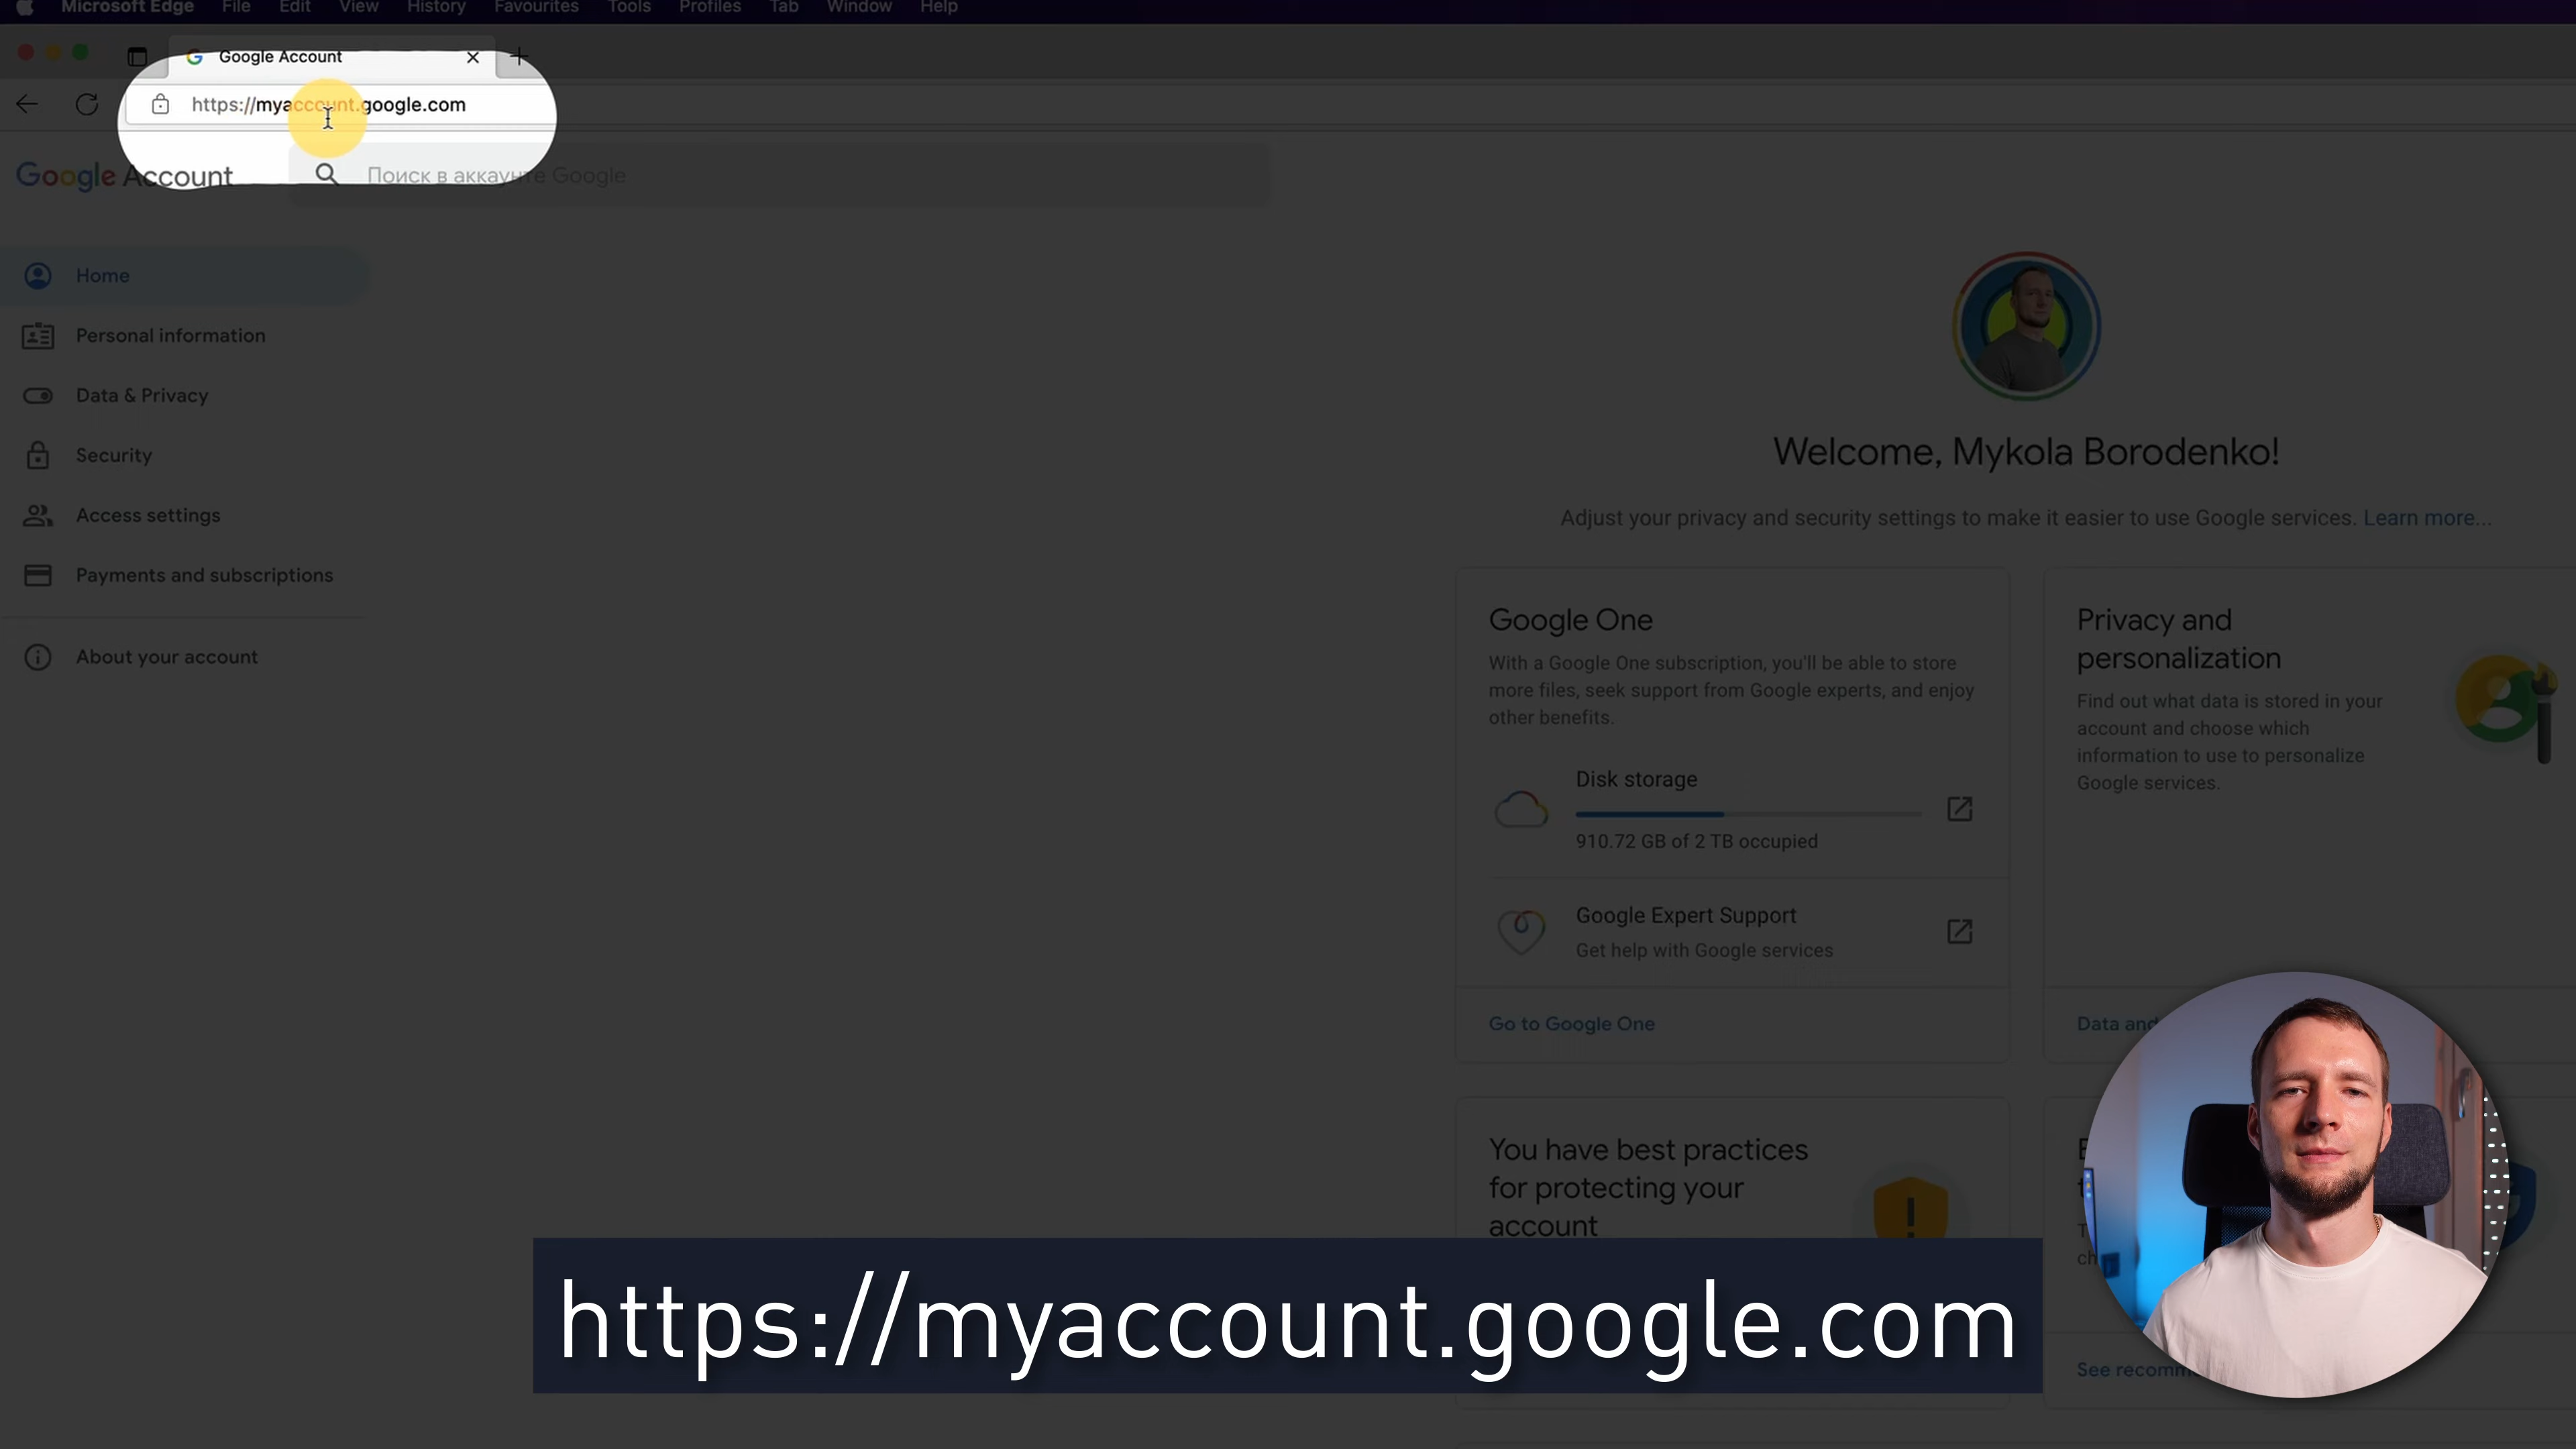 Microsoft Edge File Edit View History Favourites Tools Profiles Tab Window Help
Google Account
https://myaccount.google.com
Google Account
Поиск в аккаунте Google
Home
Personal information
Data & Privacy
Security
Access settings
Payments and subscriptions
About your account
Welcome, Mykola Borodenko!
Adjust your privacy and security settings to make it easier to use Google services. Learn more...
Google One
With a Google One subscription, you'll be able to store
more files, seek support from Google experts, and enjoy
other benefits.
Disk storage
910.72 GB of 2 TB occupied
Google Expert Support
Get help with Google services
Go to Google One
Privacy and
personalization
Find out what data is stored in your
account and choose which
information to use to personalize
Google services.
Data and
You have best practices
for protecting your
account
See
https://myaccount.google.com